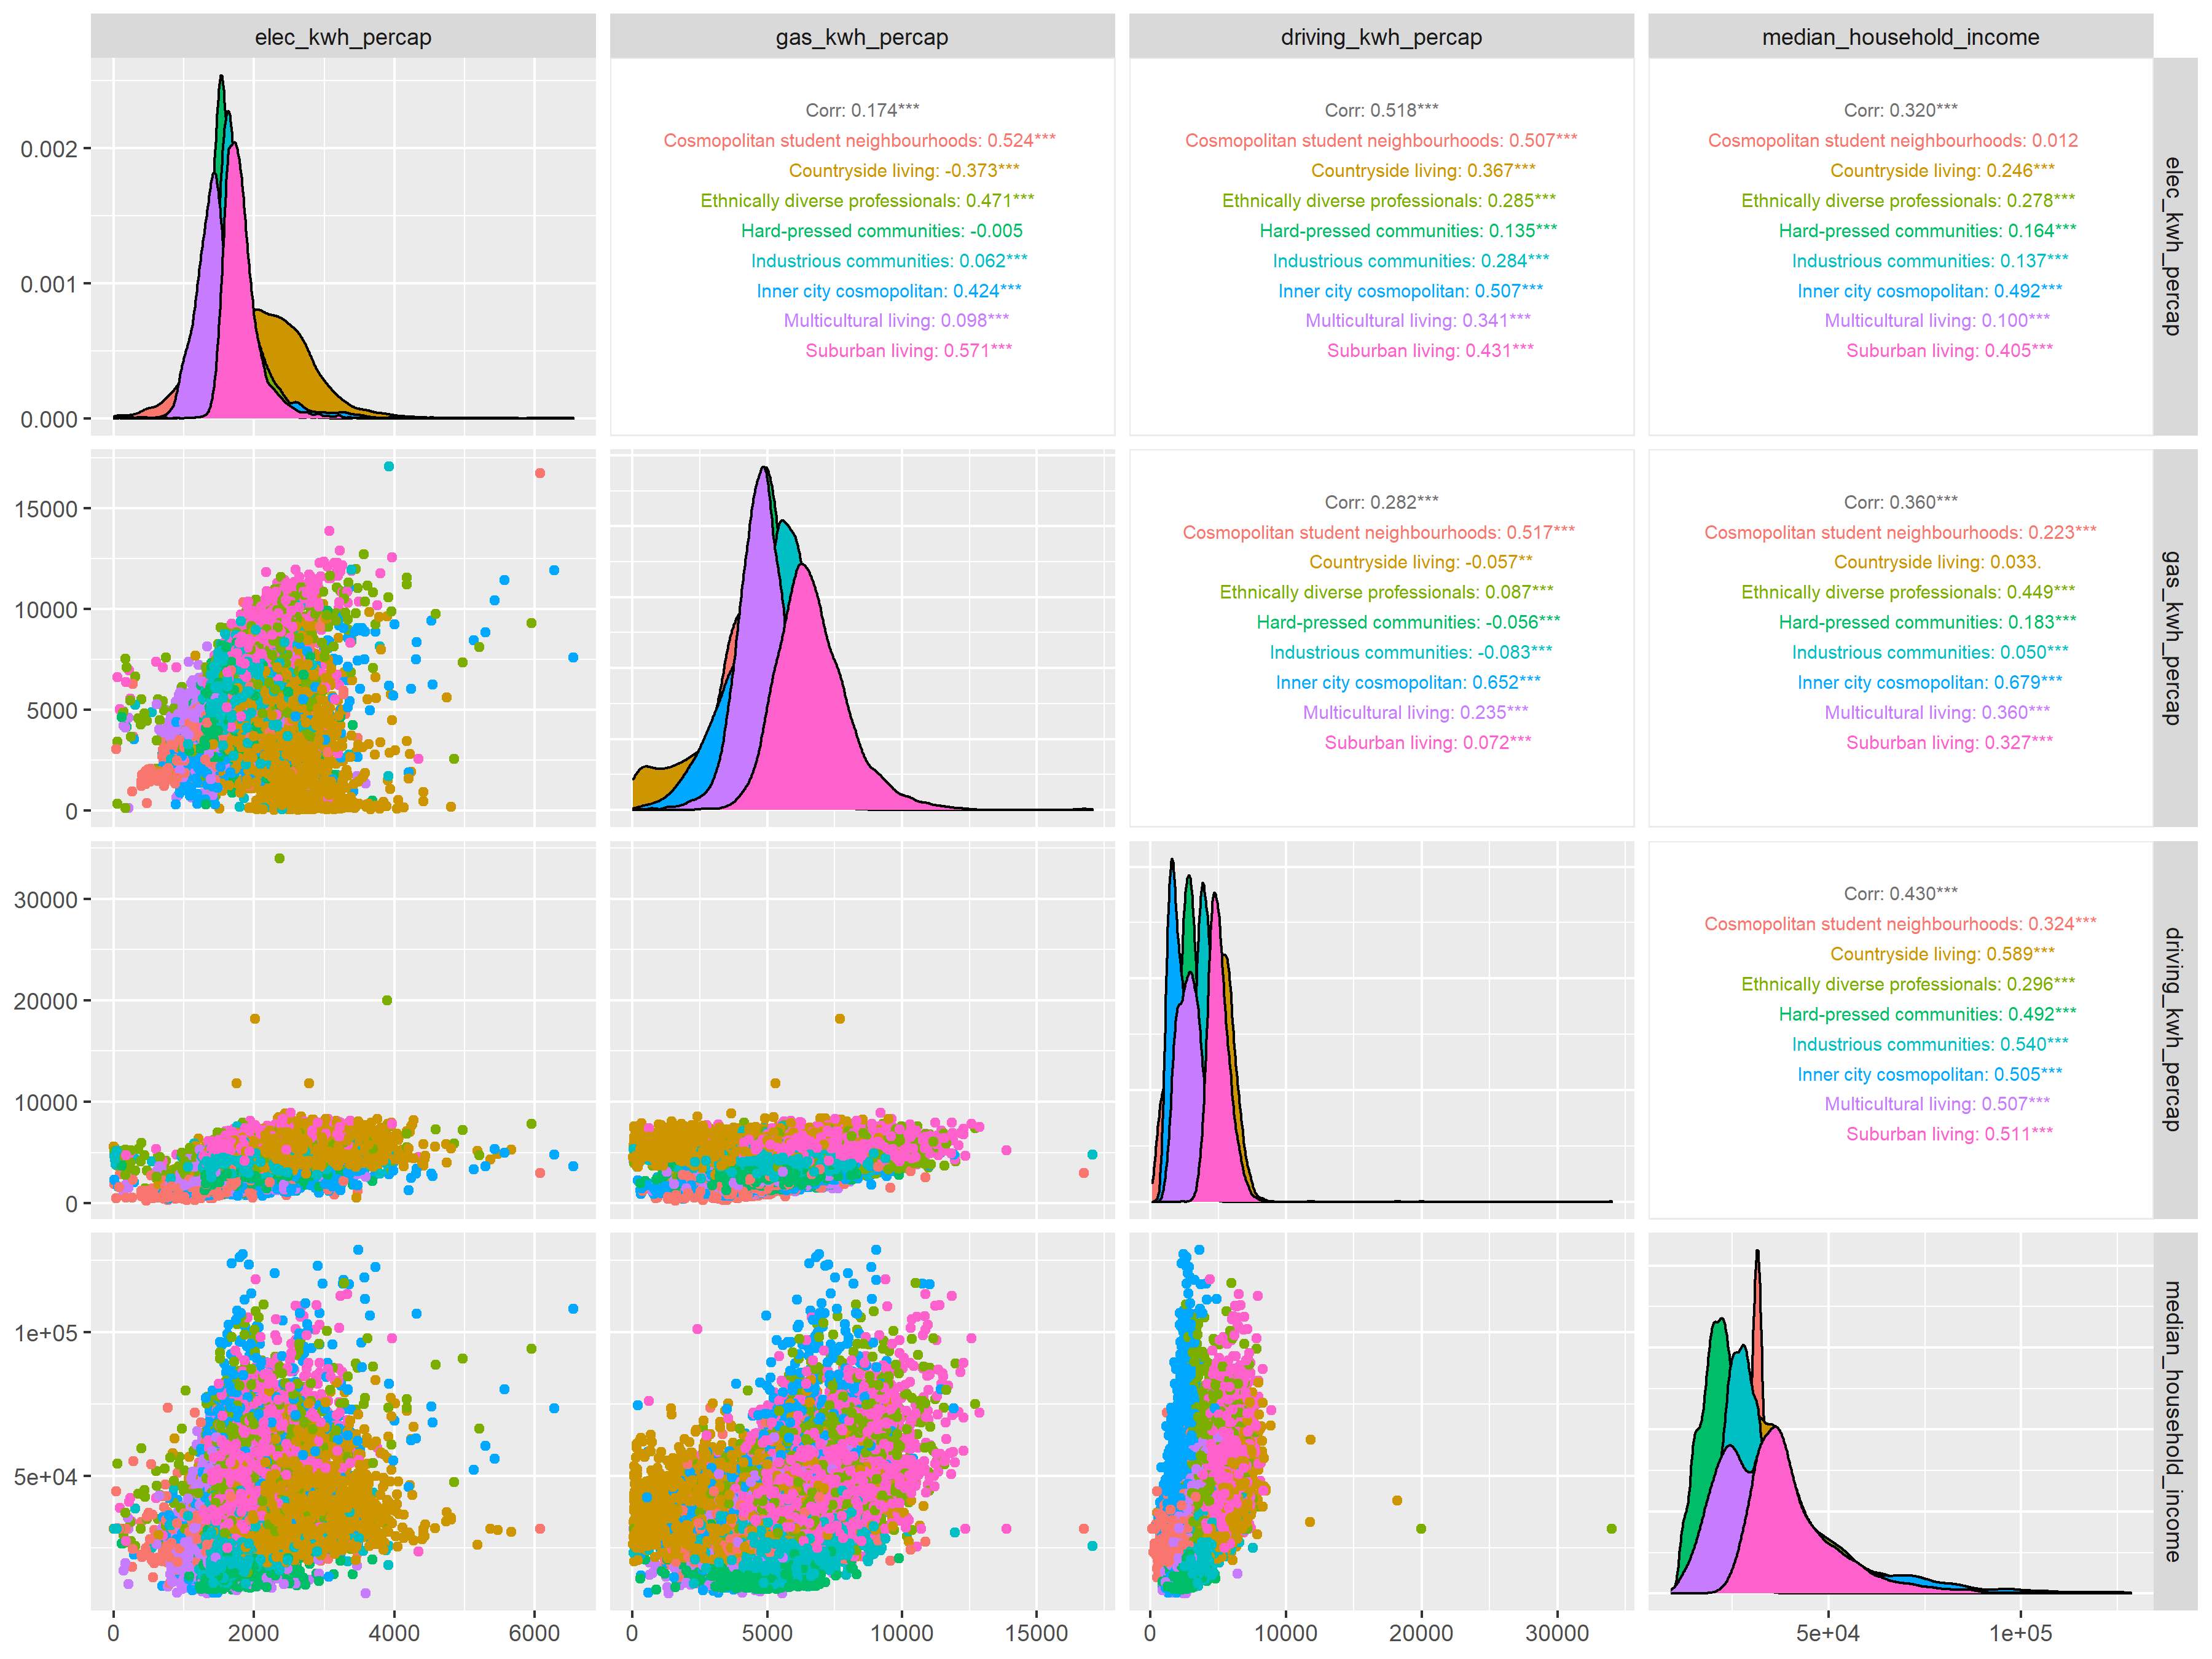 elec_kwh_percap
gas_kwh_percap
driving_kwh_percap
median_household_income
0.002
0.001
0.000
Corr: 0.174***
Cosmopolitan student neighbourhoods: 0.524***
Countryside living: -0.373***
Ethnically diverse professionals: 0.471***
Hard-pressed communities: -0.005
Industrious communities: 0.062***
Inner city cosmopolitan: 0.424***
Multicultural living: 0.098***
Suburban living: 0.571***
Corr: 0.518***
Cosmopolitan student neighbourhoods: 0.507***
Countryside living: 0.367***
Ethnically diverse professionals: 0.285***
Hard-pressed communities: 0.135***
Industrious communities: 0.284***
Inner city cosmopolitan: 0.507***
Multicultural living: 0.341***
Suburban living: 0.431***
Corr: 0.320***
Cosmopolitan student neighbourhoods: 0.012
Countryside living: 0.246***
Ethnically diverse professionals: 0.278***
Hard-pressed communities: 0.164***
Industrious communities: 0.137***
Inner city cosmopolitan: 0.492***
Multicultural living: 0.100***
Suburban living: 0.405***
elec_kwh_percap
15000
10000
5000
0
Corr: 0.282***
Cosmopolitan student neighbourhoods: 0.517***
Countryside living: -0.057**
Ethnically diverse professionals: 0.087***
Hard-pressed communities: -0.056***
Industrious communities: -0.083***
Inner city cosmopolitan: 0.652***
Multicultural living: 0.235***
Suburban living: 0.072***
Corr: 0.360***
Cosmopolitan student neighbourhoods: 0.223***
Countryside living: 0.033.
Ethnically diverse professionals: 0.449***
Hard-pressed communities: 0.183***
Industrious communities: 0.050***
Inner city cosmopolitan: 0.679***
Multicultural living: 0.360***
Suburban living: 0.327***
gas_kwh_percap
30000
20000
10000
0
Corr: 0.430***
Cosmopolitan student neighbourhoods: 0.324***
Countryside living: 0.589***
Ethnically diverse professionals: 0.296***
Hard-pressed communities: 0.492***
Industrious communities: 0.540***
Inner city cosmopolitan: 0.505***
Multicultural living: 0.507***
Suburban living: 0.511***
driving_kwh_percap
1e+05
5e+04
median_household_income
0
2000
4000
6000
0
5000
10000
15000
0
10000
20000
30000
5e+04
1e+05